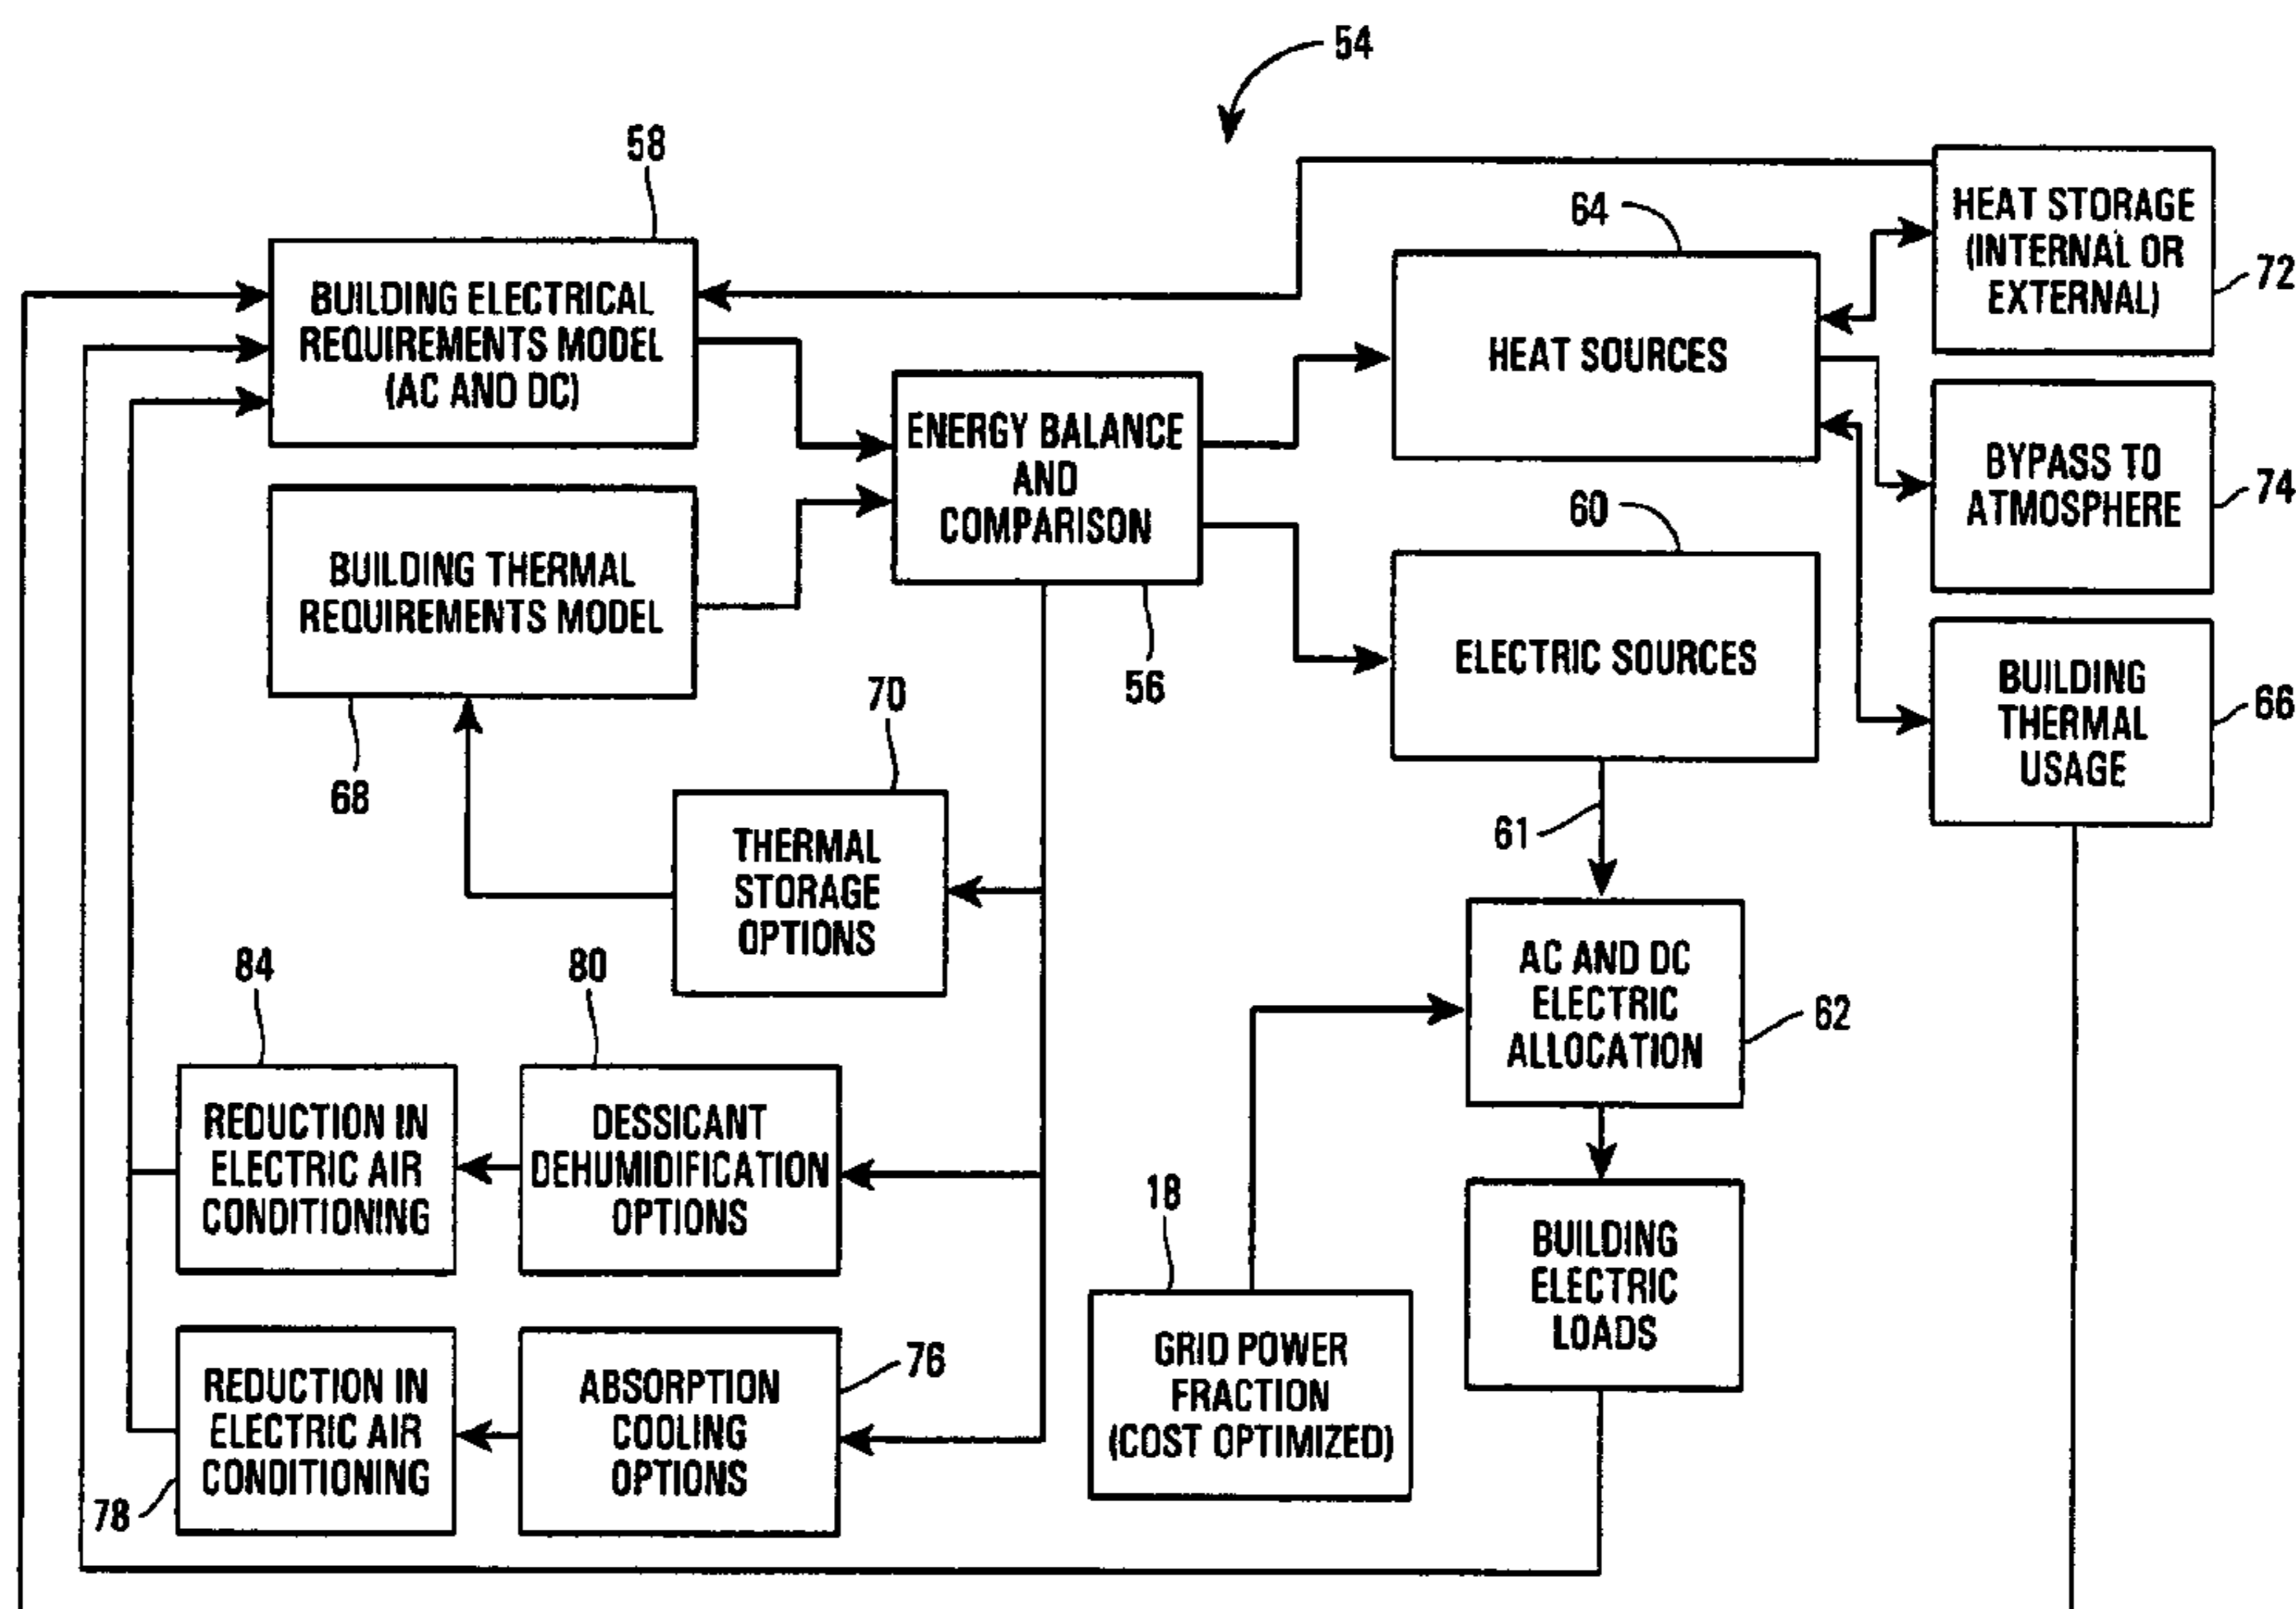 54
58
BUILDING ELECTRICAL
REQUIREMENTS MODEL
(AC AND DC)
64
HEAT SOURCES
HEAT STORAGE
(INTERNAL OR
EXTERNAL)
72
ENERGY BALANCE
AND
COMPARISON
56
BYPASS TO
ATMOSPHERE
74
BUILDING THERMAL
REQUIREMENTS MODEL
68
60
ELECTRIC SOURCES
61
BUILDING
THERMAL
USAGE
66
70
THERMAL
STORAGE
OPTIONS
AC AND DC
ELECTRIC
ALLOCATION
62
84
REDUCTION IN
ELECTRIC AIR
CONDITIONING
80
DESSICANT
DEHUMIDIFICATION
OPTIONS
18
GRID POWER
FRACTION
(COST OPTIMIZED)
BUILDING
ELECTRIC
LOADS
REDUCTION IN
ELECTRIC AIR
CONDITIONING
78
ABSORPTION
COOLING
OPTIONS
76